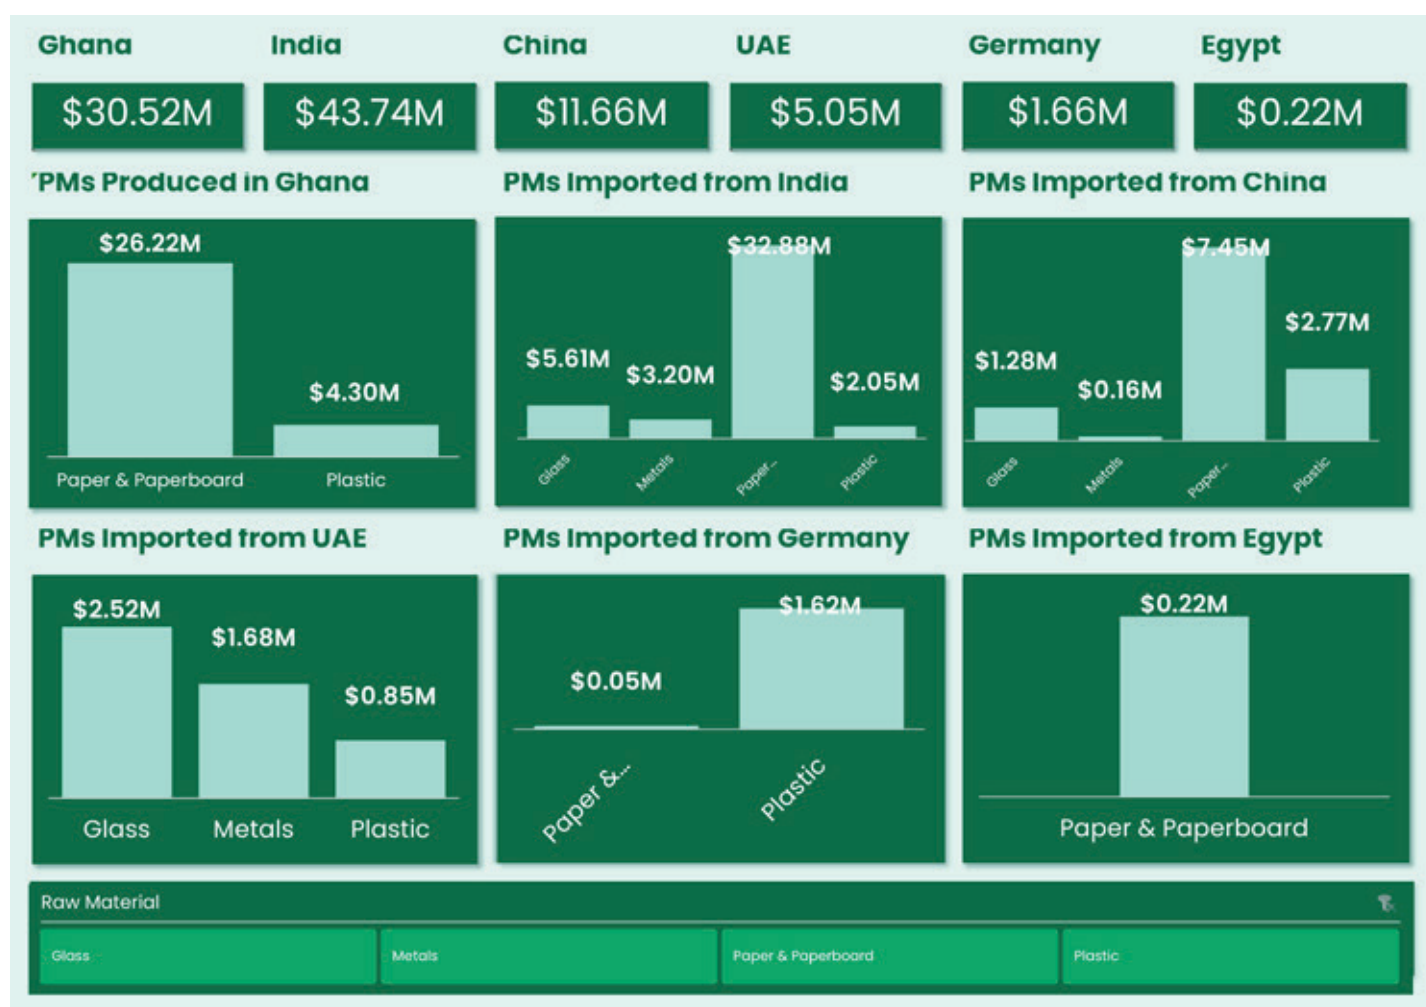 Ghana India China UAE Germany Egypt
$30.52M $43.74M $11.66M $5.05M $1.66M $0.22M
'PMs Produced in Ghana
$26.22M
$4.30M
Paper & Paperboard Plastic
PMs Imported from India
$32.88M
$5.61M
$3.20M
$2.05M
Glass Metals Paper... Plastic
PMs Imported from China
$7.45M
$2.77M
$1.28M
$0.16M
Glass Metals Paper... Plastic
PMs Imported from UAE
$2.52M
$1.68M
$0.85M
Glass Metals Plastic
PMs Imported from Germany
$1.62M
$0.05M
Paper &... Plastic
PMs Imported from Egypt
$0.22M
Paper & Paperboard
Raw Material
Glass Metals Paper & Paperboard Plastic